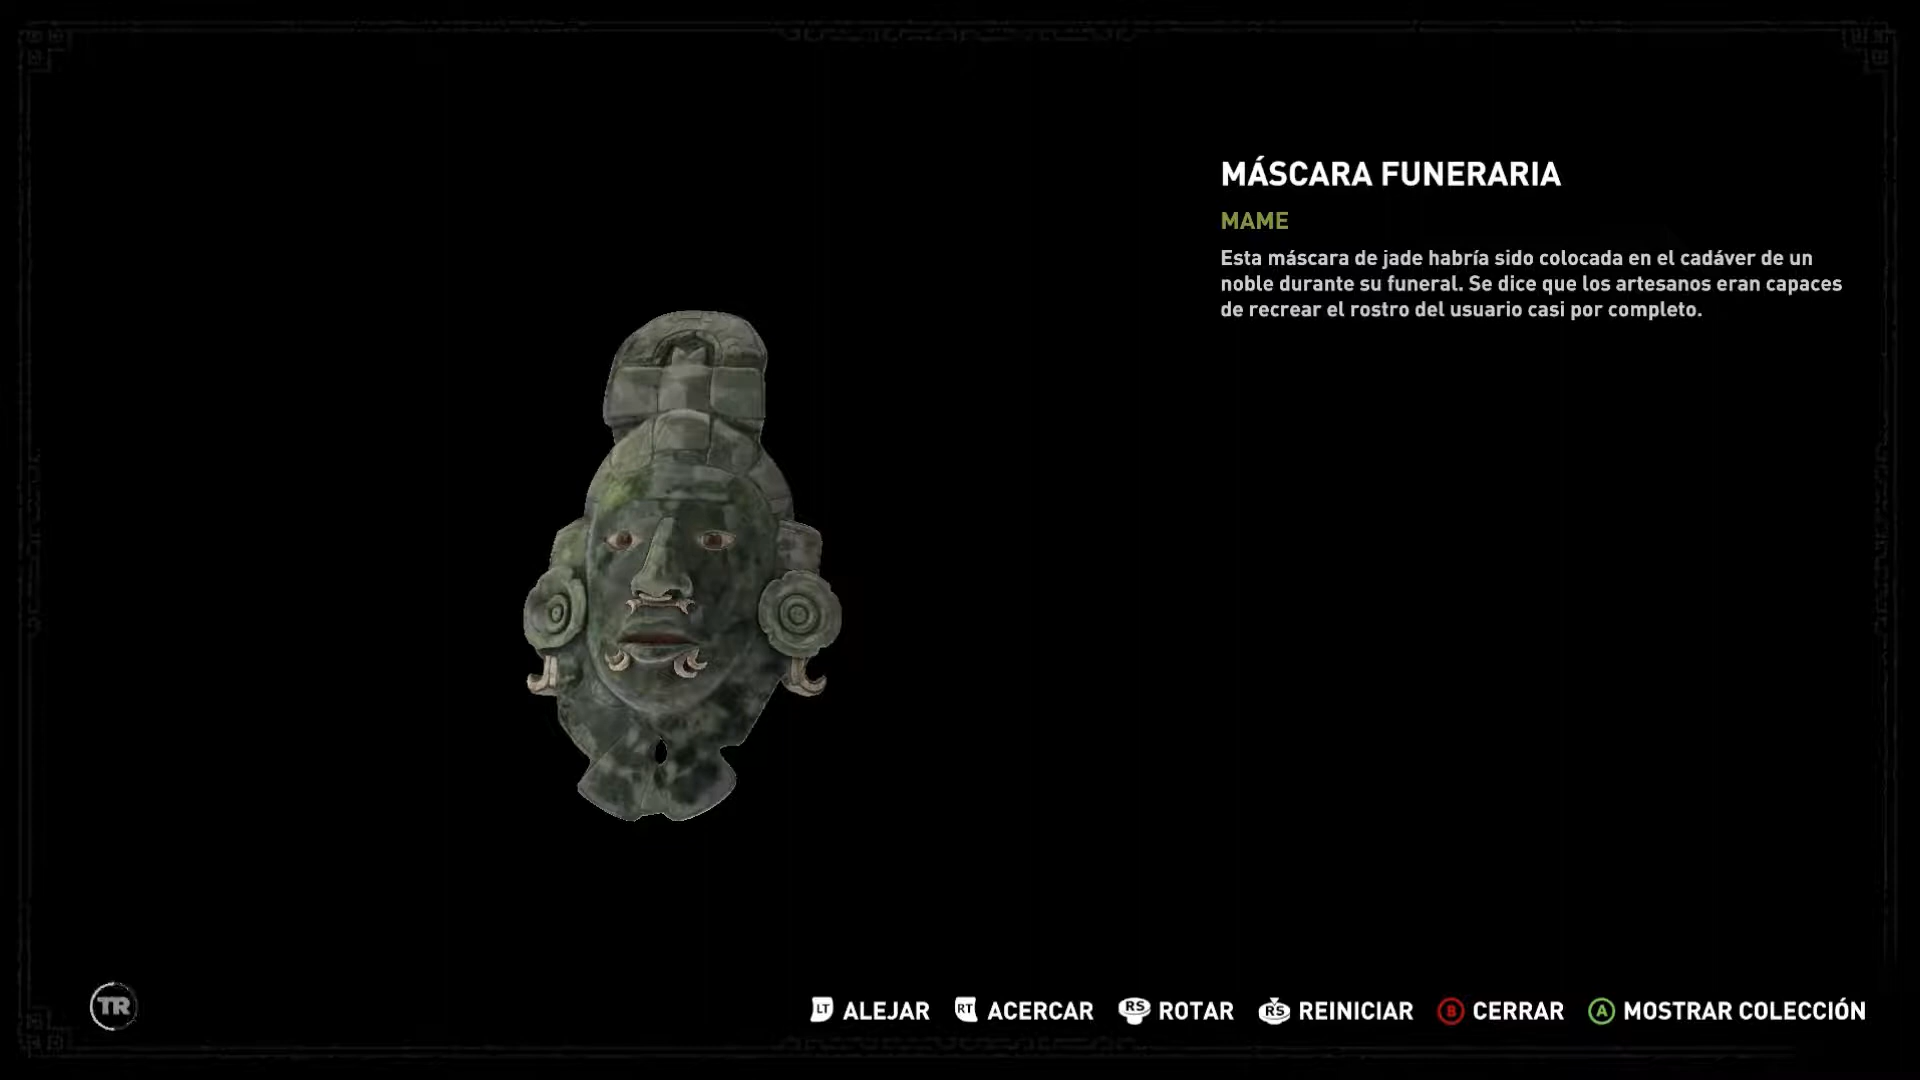 MÁSCARA FUNERARIA
MAME
Esta máscara de jade habría sido colocada en el cadáver de un
noble durante su funeral. Se dice que los artesanos eran capaces
de recrear el rostro del usuario casi por completo.
TR
LT ALEJAR RT ACERCAR RS ROTAR RS REINICIAR B CERRAR A MOSTRAR COLECCIÓN